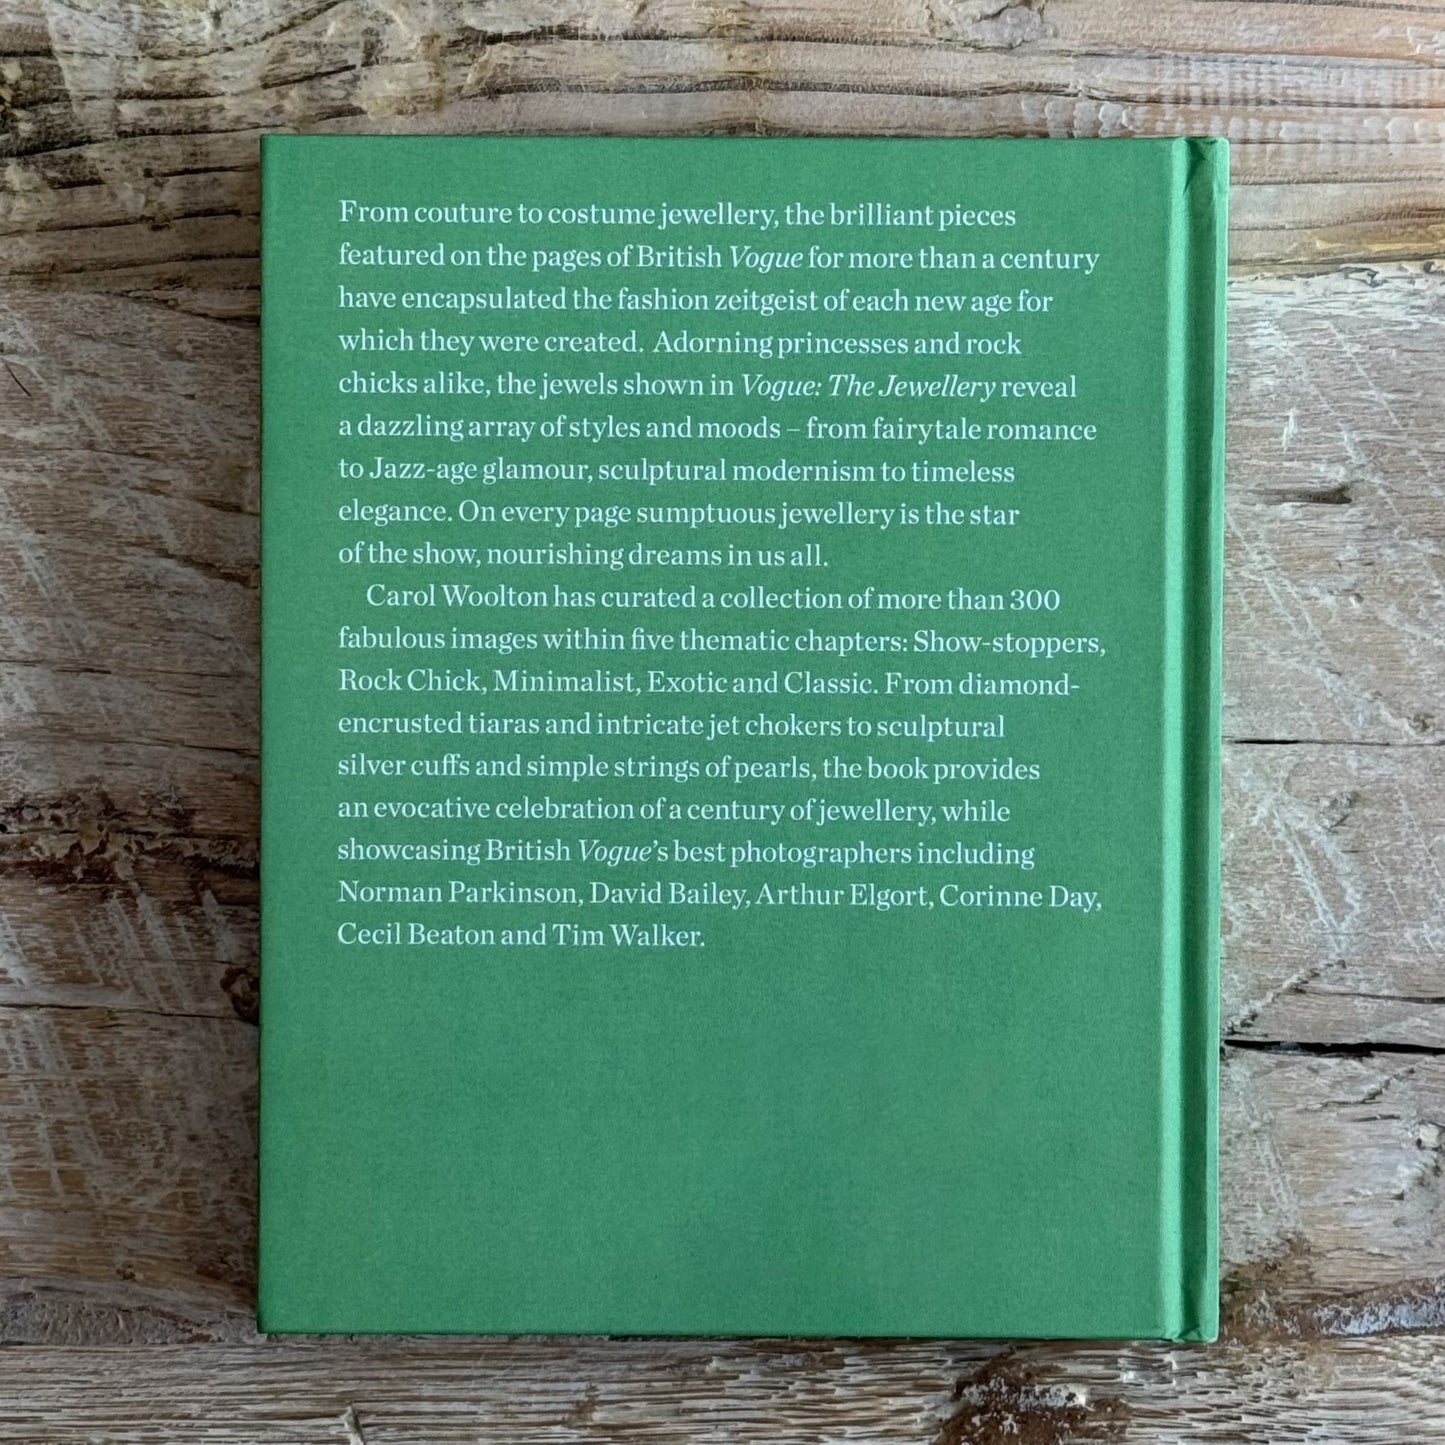 From couture to costume jewellery, the brilliant pieces
featured on the pages of British Vogue for more than a century
have encapsulated the fashion zeitgeist of each new age for
which they were created. Adorning princesses and rock
chicks alike, the jewels shown in Vogue: The Jewellery reveal
a dazzling array of styles and moods – from fairytale romance
to Jazz-age glamour, sculptural modernism to timeless
elegance. On every page sumptuous jewellery is the star
of the show, nourishing dreams in us all.
Carol Woolton has curated a collection of more than 300
fabulous images within five thematic chapters: Show-stoppers,
Rock Chick, Minimalist, Exotic and Classic. From diamond-
encrusted tiaras and intricate jet chokers to sculptural
silver cuffs and simple strings of pearls, the book provides
an evocative celebration of a century of jewellery, while
showcasing British Vogue’s best photographers including
Norman Parkinson, David Bailey, Arthur Elgort, Corinne Day,
Cecil Beaton and Tim Walker.